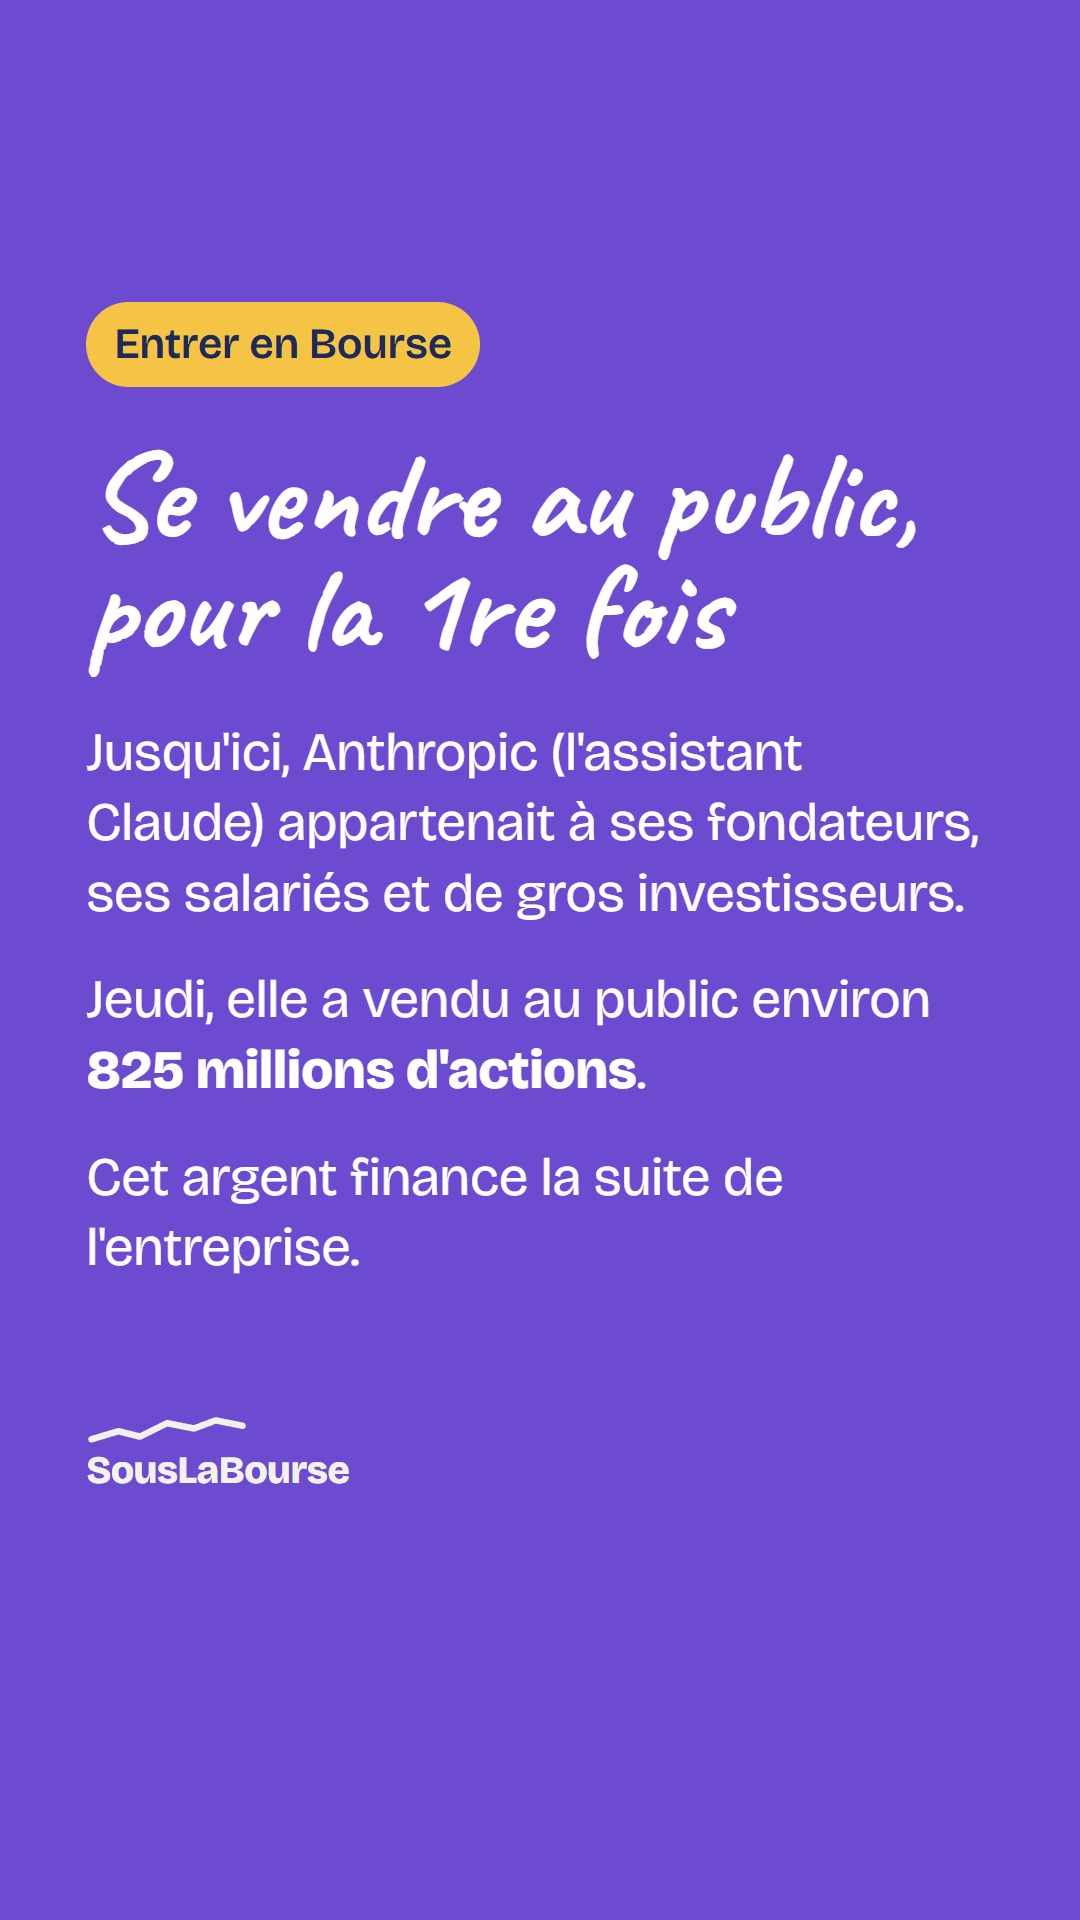 Entrer en Bourse
Se vendre au public,
pour la 1re fois
Jusqu'ici, Anthropic (l'assistant
Claude) appartenait à ses fondateurs,
ses salariés et de gros investisseurs.
Jeudi, elle a vendu au public environ
825 millions d'actions.
Cet argent finance la suite de
l'entreprise.
SousLaBourse